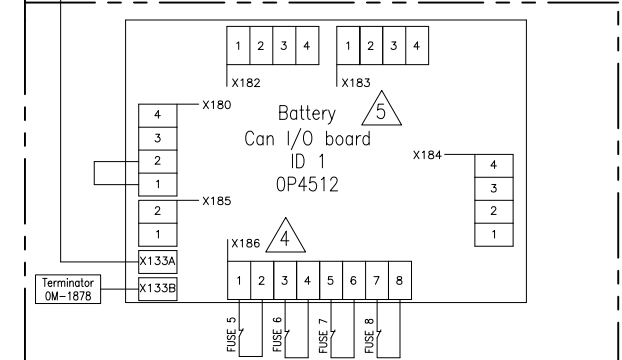 1 2 3 4
1 2 3 4
X182
X183
X180
4
3
2
1
Battery
5
Can I/O board
ID 1
OP4512
X184
4
3
2
1
X185
2
1
X186
4
X133A
X133B
Terminator
OM-1878
1 2 3 4 5 6 7 8
FUSE 5
FUSE 6
FUSE 7
FUSE 8